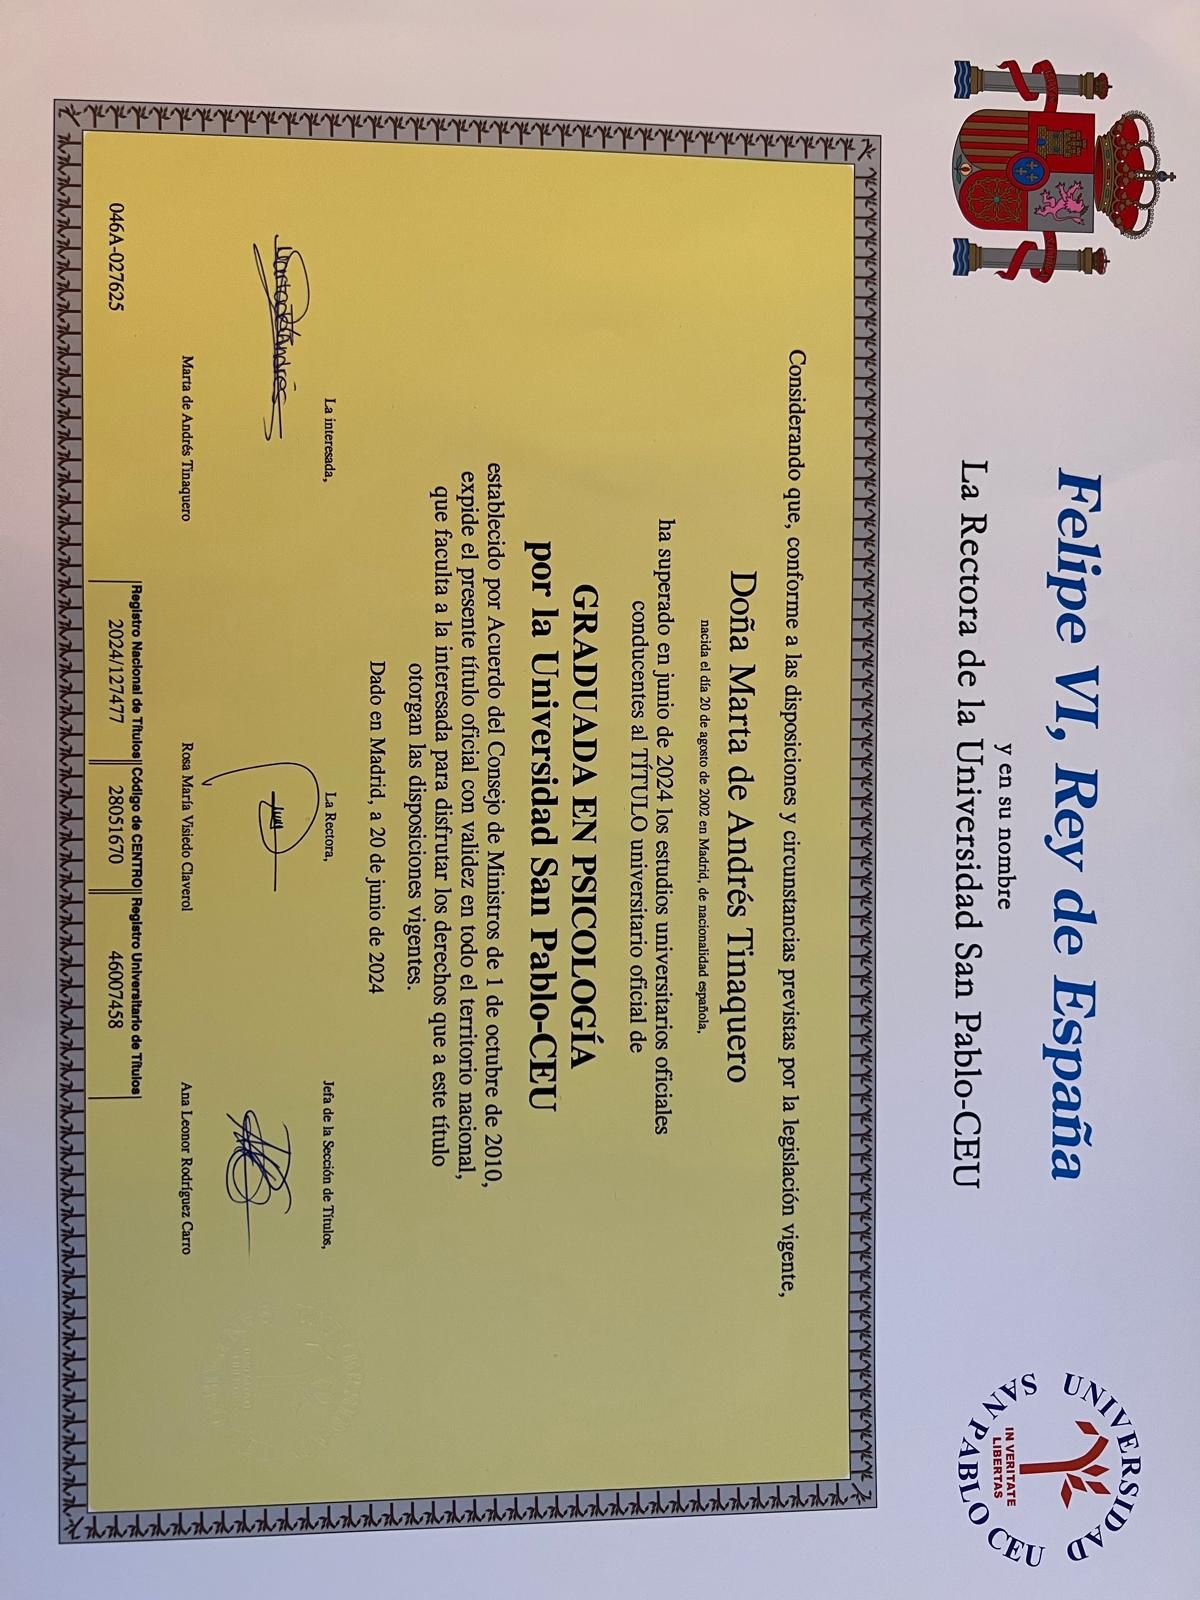 Felipe VI, Rey de España
y en su nombre
La Rectora de la Universidad San Pablo-CEU
UNIVERSIDAD SAN PABLO CEU
IN VERITATE
LIBERTAS
Considerando que, conforme a las disposiciones y circunstancias previstas por la legislación vigente,
Doña Marta de Andrés Tinaquero
nacida el día 20 de agosto de 2002 en Madrid, de nacionalidad española,
ha superado en junio de 2024 los estudios universitarios oficiales
conducentes al TÍTULO universitario oficial de
GRADUADA EN PSICOLOGÍA
por la Universidad San Pablo-CEU
establecido por Acuerdo del Consejo de Ministros de 1 de octubre de 2010,
expide el presente título oficial con validez en todo el territorio nacional,
que faculta a la interesada para disfrutar los derechos que a este título
otorgan las disposiciones vigentes.
Dado en Madrid, a 20 de junio de 2024
La interesada,
La Rectora,
Jefa de la Sección de Títulos,
Marta de Andrés
Marta de Andrés Tinaquero
Rosa María Visiedo Claverol
Ana Leonor Rodríguez Carro
Registro Nacional de Títulos
Código de CENTRO
Registro Universitario de Títulos
046A-027625
2024/127477
28051670
46007458